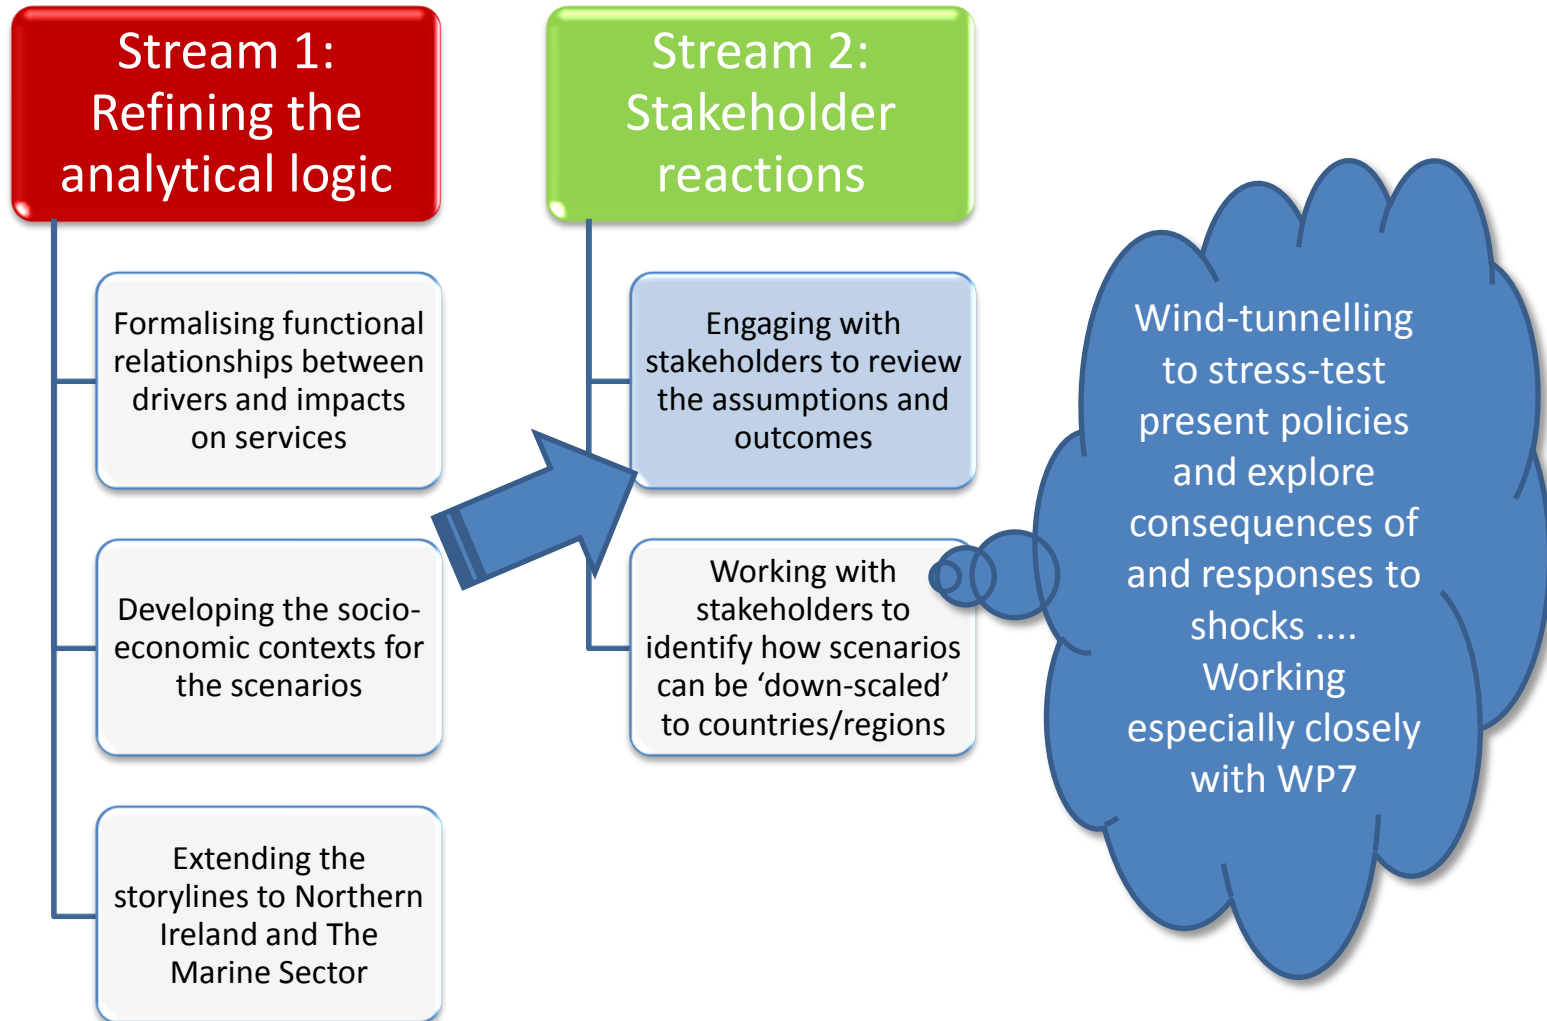 Stream 1:
Refining the
analytical logic
Formalising functional
relationships between
drivers and impacts
on services
Developing the socio-
economic contexts for
the scenarios
Extending the
storylines to Northern
Ireland and The
Marine Sector
Stream 2:
Stakeholder
reactions
Engaging with
stakeholders to review
the assumptions and
outcomes
Working with
stakeholders to
identify how scenarios
can be ‘down-scaled’
to countries/regions
Wind-tunnelling
to stress-test
present policies
and explore
consequences of
and responses to
shocks ....
Working
especially closely
with WP7